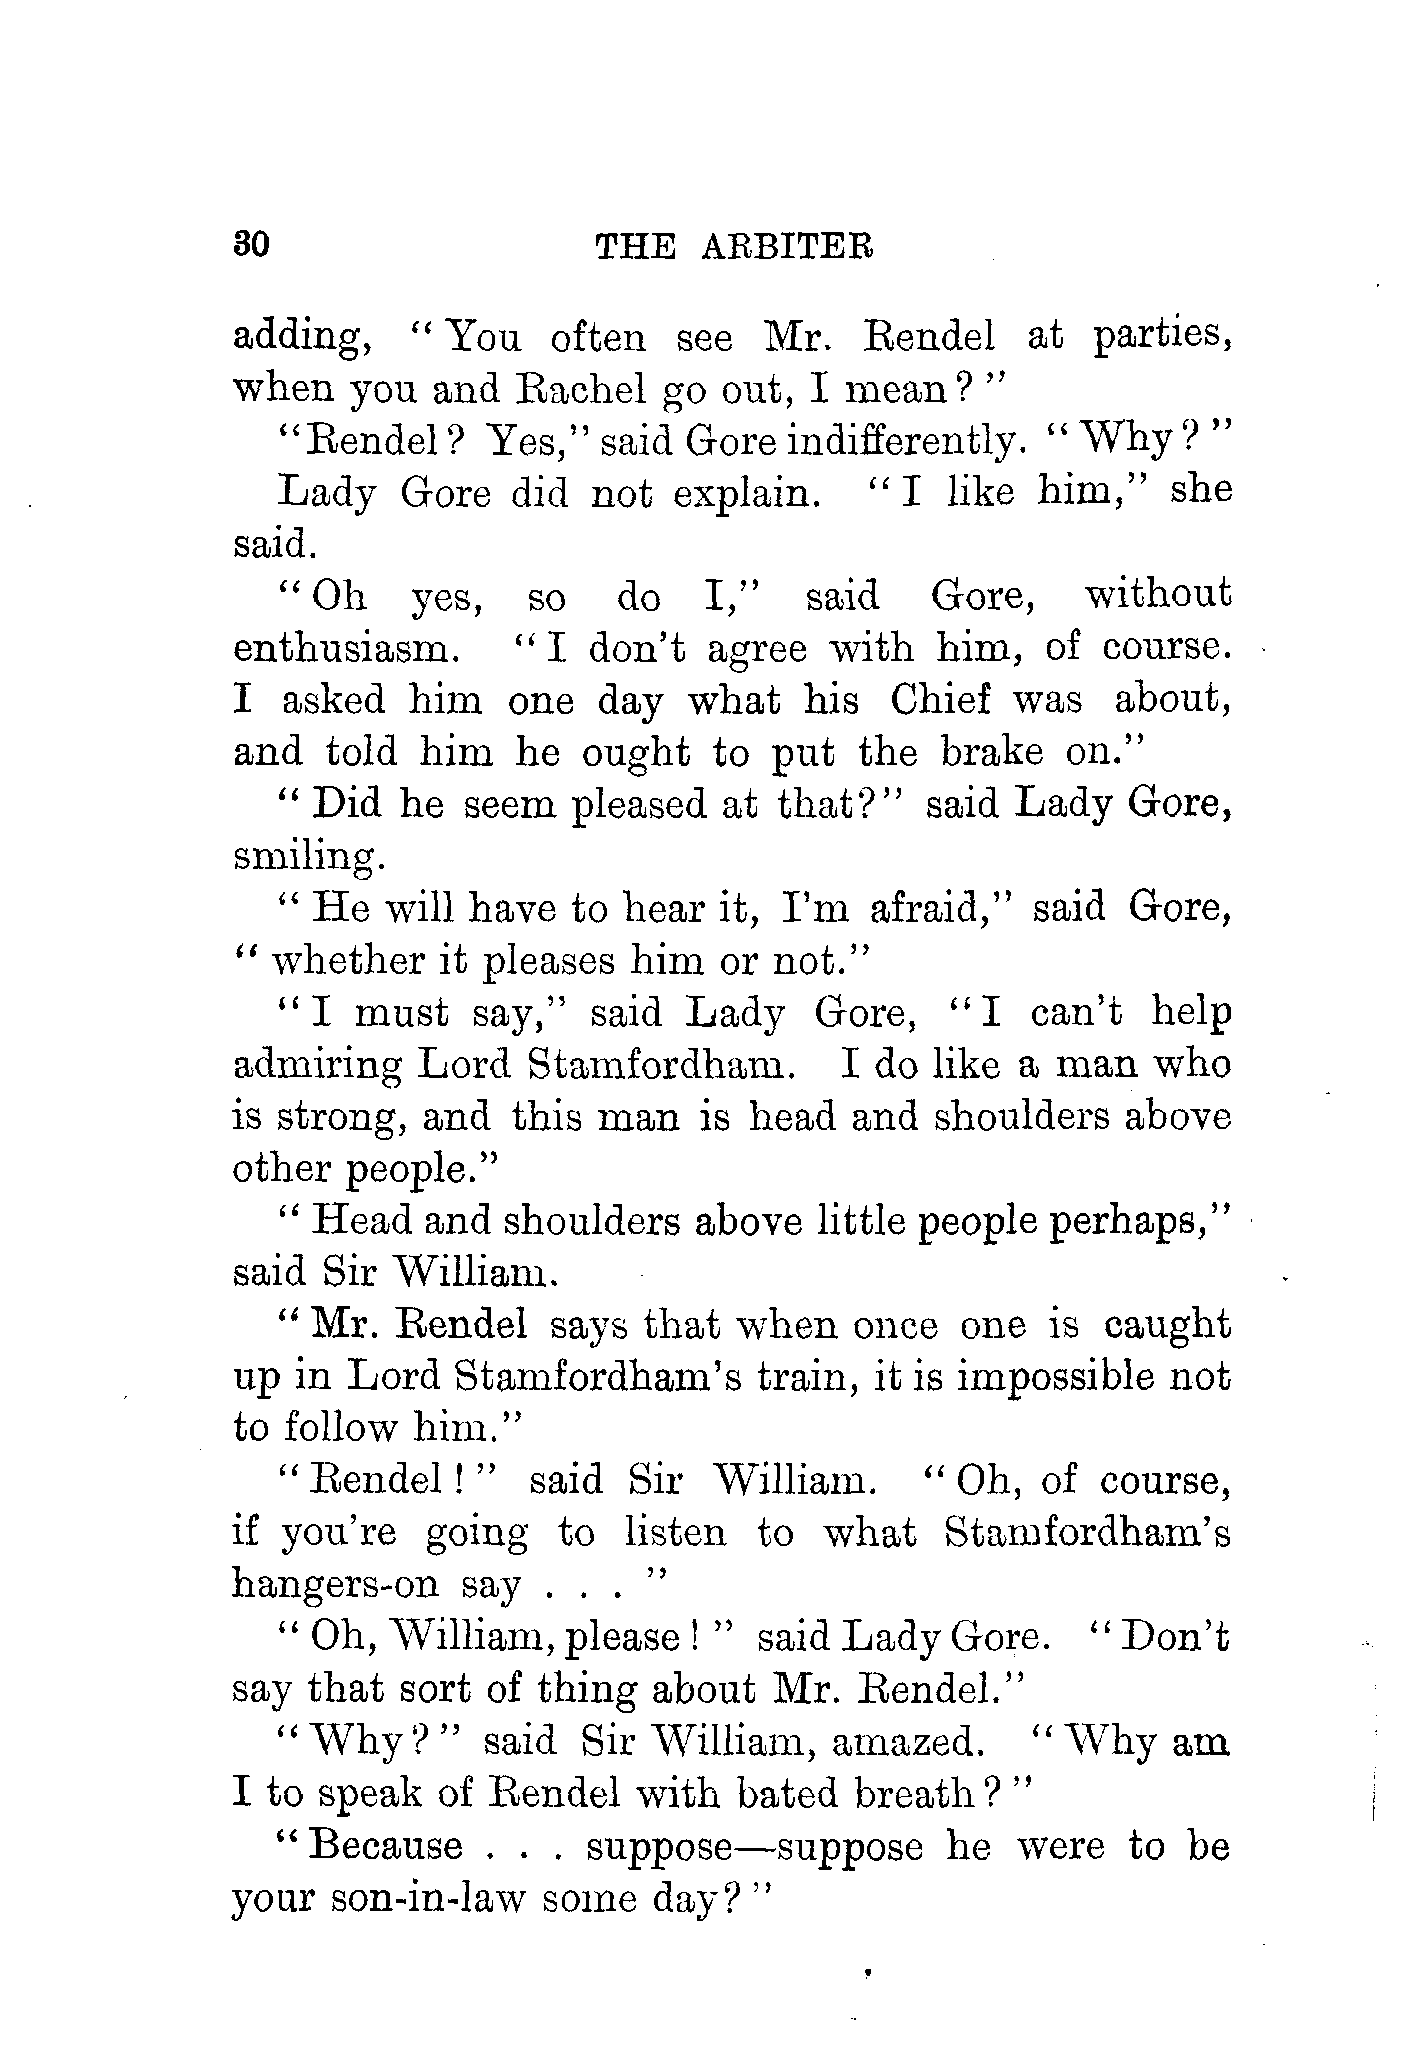 30 THE ARBITER
adding, "You often see Mr. Rendel at parties,
when you and Rachel go out, I mean?"
"Rendel? Yes," said Gore indifferently. "Why?"
Lady Gore did not explain. "I like him," she
said.
"Oh yes, so do I," said Gore, without
enthusiasm. "I don't agree with him, of course.
I asked him one day what his Chief was about,
and told him he ought to put the brake on."
"Did he seem pleased at that?" said Lady Gore,
smiling.
"He will have to hear it, I'm afraid," said Gore,
"whether it pleases him or not."
"I must say," said Lady Gore, "I can't help
admiring Lord Stamfordham. I do like a man who
is strong, and this man is head and shoulders above
other people."
"Head and shoulders above little people perhaps,"
said Sir William.
"Mr. Rendel says that when once one is caught
up in Lord Stamfordham's train, it is impossible not
to follow him."
"Rendel!" said Sir William. "Oh, of course,
if you're going to listen to what Stamfordham's
hangers-on say . . . "
"Oh, William, please!" said Lady Gore. "Don't
say that sort of thing about Mr. Rendel."
"Why?" said Sir William, amazed. "Why am
I to speak of Rendel with bated breath?"
"Because . . . suppose—suppose he were to be
your son-in-law some day?"